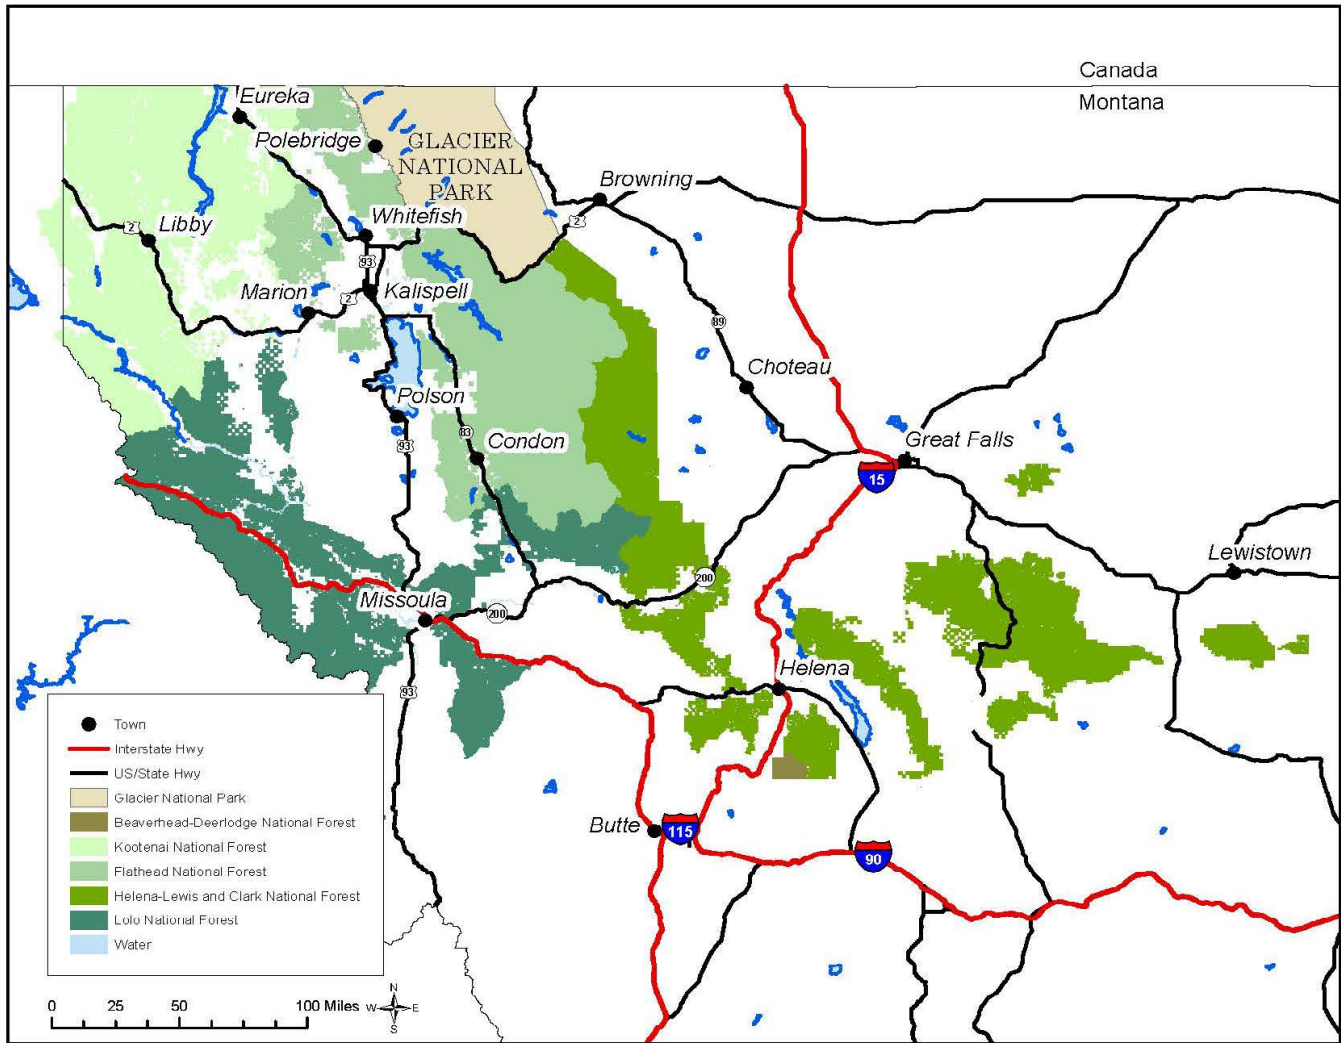 Canada
Montana
Eureka
Polebridge
GLACIER
NATIONAL
PARK
Browning
2
Whitefish
2
Libby
93
Marion
2
Kalispell
89
Choteau
Polson
93
83
Condon
Great Falls
15
Lewistown
200
Missoula
200
Helena
93
Butte
115
90
Town
Interstate Hwy
US/State Hwy
Glacier National Park
Beaverhead-Deerlodge National Forest
Kootenai National Forest
Flathead National Forest
Helena-Lewis and Clark National Forest
Lolo National Forest
Water
0 25 50 100 Miles
N
W E
S